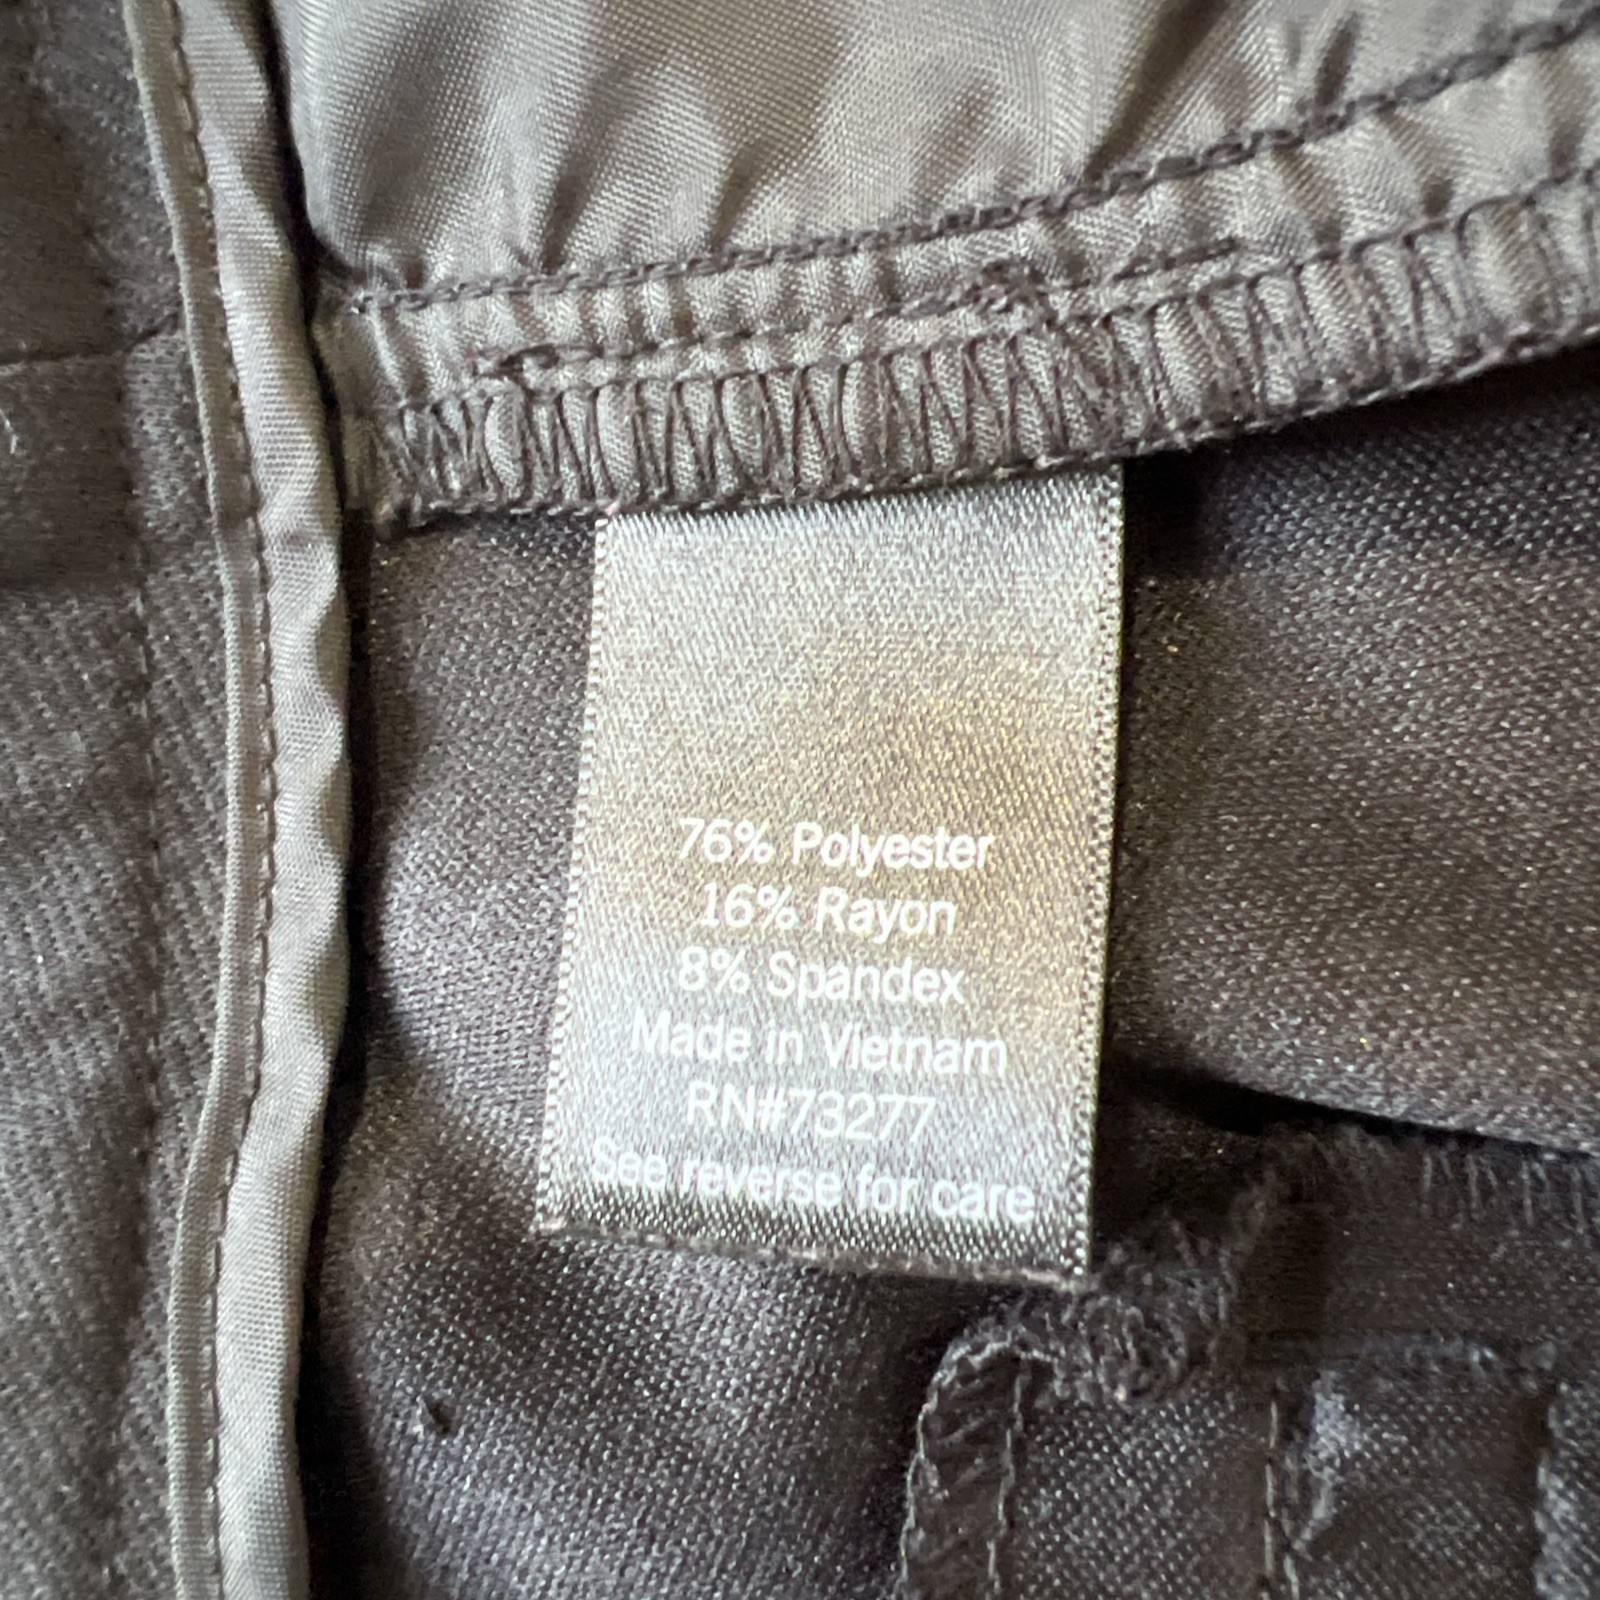 76% Polyester
16% Rayon
8% Spandex
Made in Vietnam
RN#73277
See reverse for care